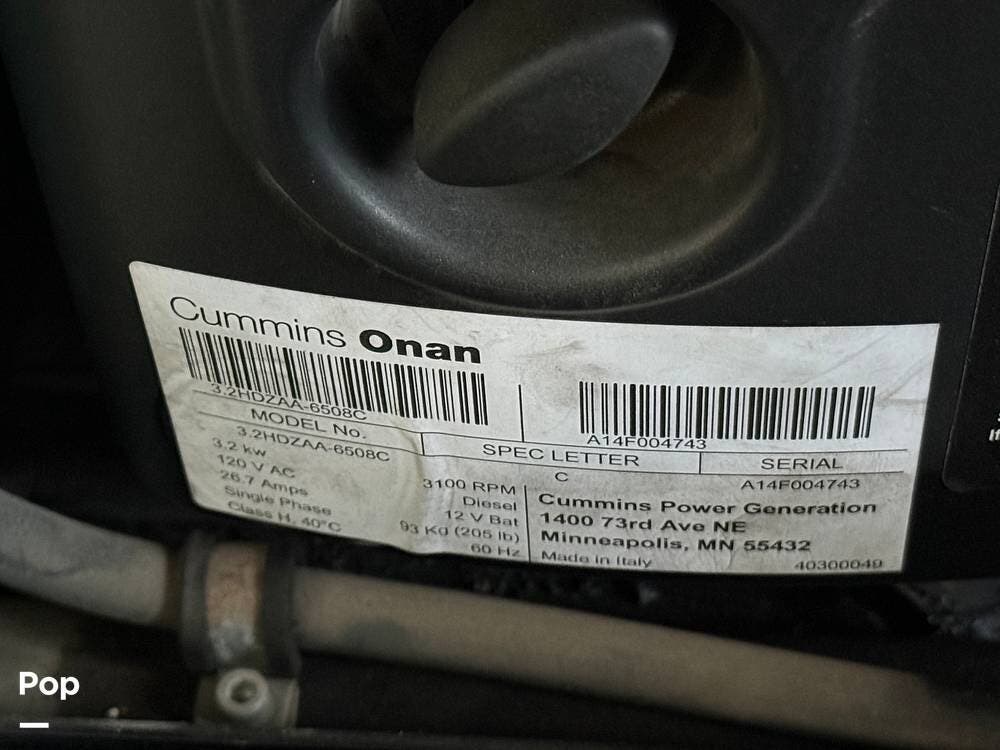 Cummins Onan
3.2HDZAA-6508C
A14F004743
MODEL No.
SPEC LETTER
SERIAL
3.2HDZAA-6508C
C
A14F004743
3.2 kw
120 V AC
26.7 Amps
Single Phase
Class H, 40°C
3100 RPM
Diesel
12 V Bat
93 Kg (205 lb)
60 Hz
Cummins Power Generation
1400 73rd Ave NE
Minneapolis, MN 55432
Made in Italy
40300049
Pop